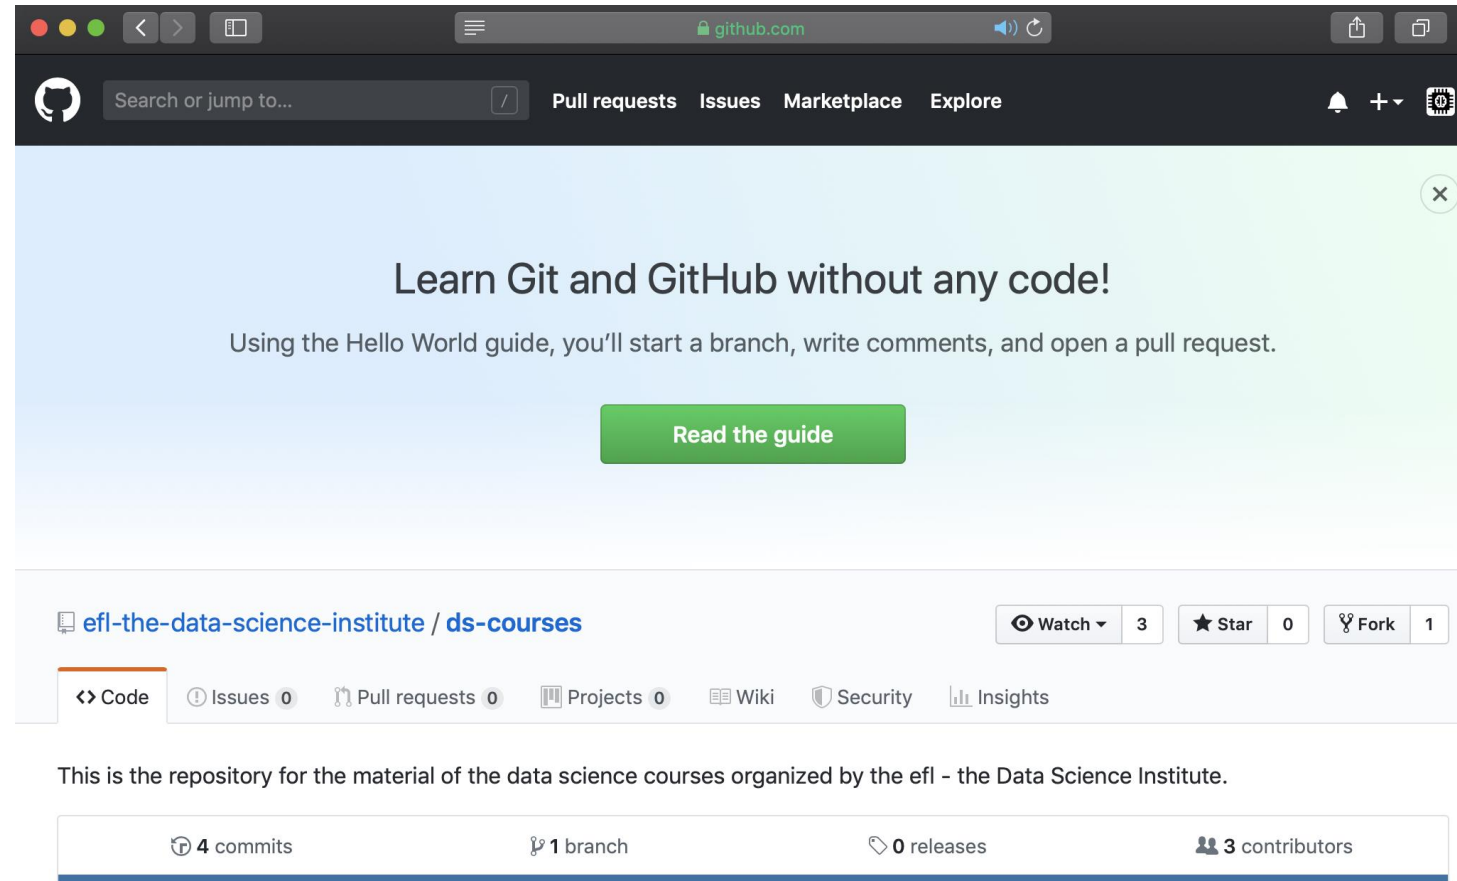 github.com
Search or jump to... / Pull requests Issues Marketplace Explore
Learn Git and GitHub without any code!
Using the Hello World guide, you’ll start a branch, write comments, and open a pull request.
Read the guide
efl-the-data-science-institute / ds-courses Watch 3 Star 0 Fork 1
Code Issues 0 Pull requests 0 Projects 0 Wiki Security Insights
This is the repository for the material of the data science courses organized by the efl - the Data Science Institute.
4 commits 1 branch 0 releases 3 contributors